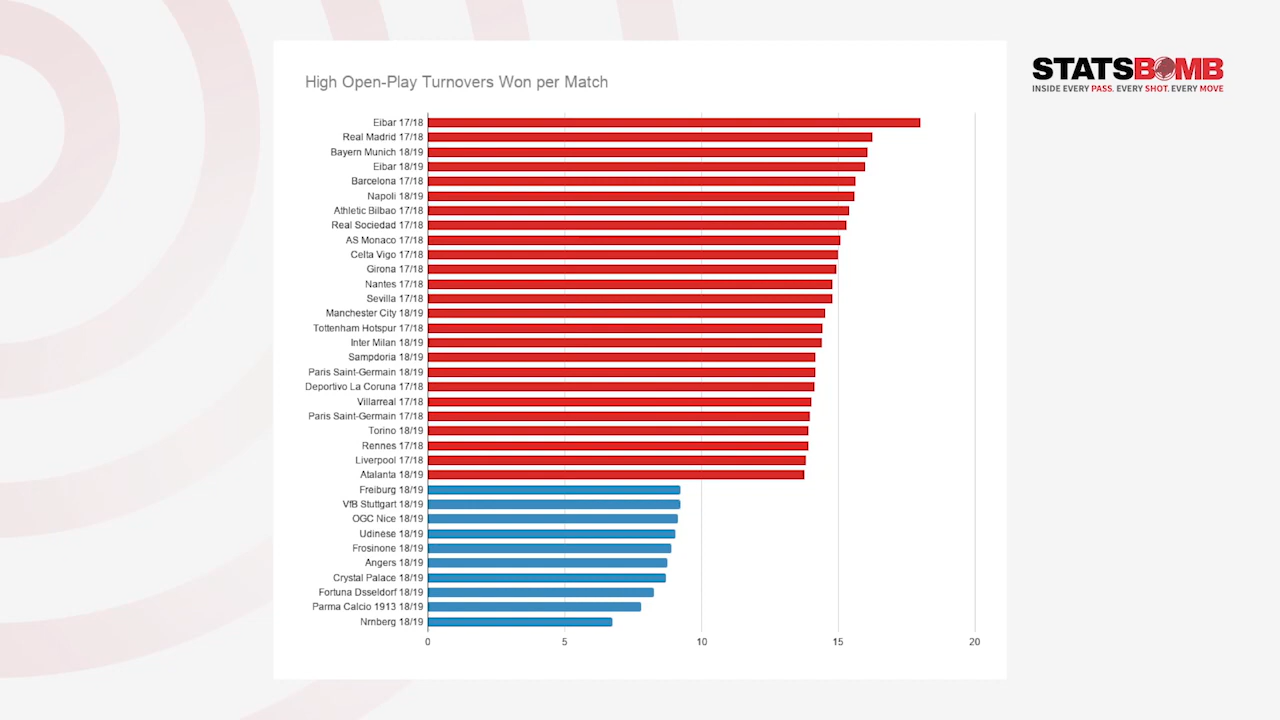 STATSBOMB
INSIDE EVERY PASS. EVERY SHOT. EVERY MOVE
High Open-Play Turnovers Won per Match
Eibar 17/18
Real Madrid 17/18
Bayern Munich 18/19
Eibar 18/19
Barcelona 17/18
Napoli 18/19
Athletic Bilbao 17/18
Real Sociedad 17/18
AS Monaco 17/18
Celta Vigo 17/18
Girona 17/18
Nantes 17/18
Sevilla 17/18
Manchester City 18/19
Tottenham Hotspur 17/18
Inter Milan 18/19
Sampdoria 18/19
Paris Saint-Germain 18/19
Deportivo La Coruna 17/18
Villarreal 17/18
Paris Saint-Germain 17/18
Torino 18/19
Rennes 17/18
Liverpool 17/18
Atalanta 18/19
Freiburg 18/19
VfB Stuttgart 18/19
OGC Nice 18/19
Udinese 18/19
Frosinone 18/19
Angers 18/19
Crystal Palace 18/19
Fortuna Dsseldorf 18/19
Parma Calcio 1913 18/19
Nrnberg 18/19
0 5 10 15 20